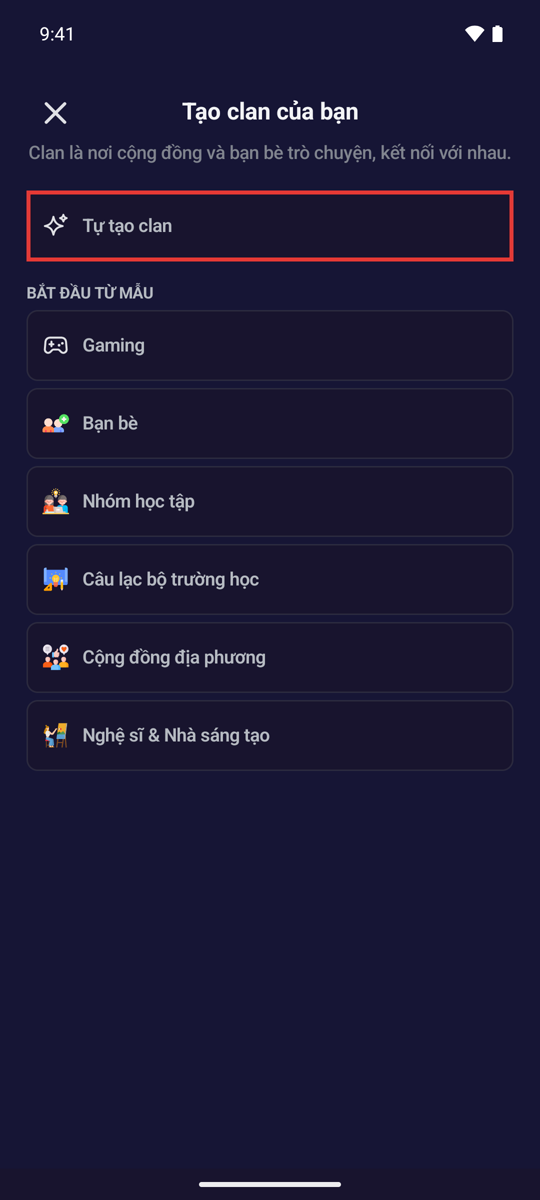 9:41
Tạo clan của bạn
Clan là nơi cộng đồng và bạn bè trò chuyện, kết nối với nhau.
Tự tạo clan
BẮT ĐẦU TỪ MẪU
Gaming
Bạn bè
Nhóm học tập
Câu lạc bộ trường học
Cộng đồng địa phương
Nghệ sĩ & Nhà sáng tạo